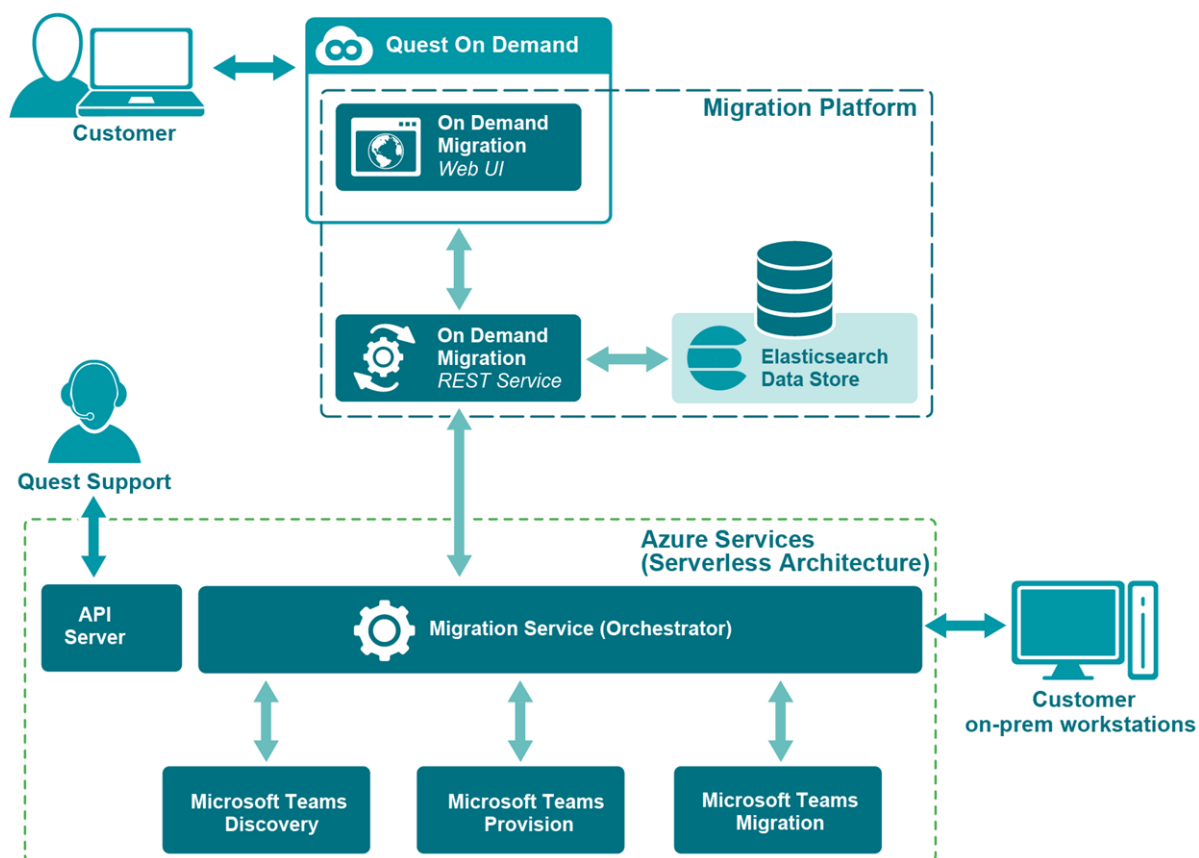 Quest On Demand
Customer
Migration Platform
On Demand
Migration
Web UI
On Demand
Migration
REST Service
Elasticsearch
Data Store
Quest Support
Azure Services
(Serverless Architecture)
API
Server
Migration Service (Orchestrator)
Customer
on-prem workstations
Microsoft Teams
Discovery
Microsoft Teams
Provision
Microsoft Teams
Migration